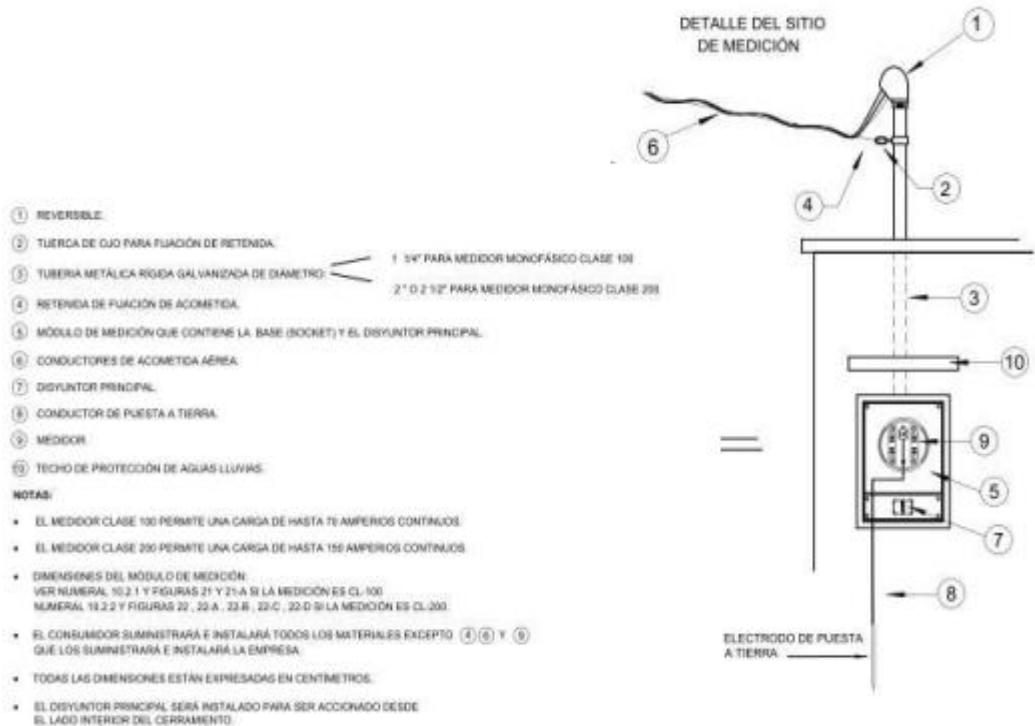 DETALLE DEL SITIO
DE MEDICIÓN
1
6
2
4
3
10
9
5
7
8
ELECTRODO DE PUESTA
A TIERRA
1 REVERSIBLE.
2 TUERCA DE OJO PARA FIJACIÓN DE RETENIDA.
3 TUBERIA METÁLICA RÍGIDA GALVANIZADA DE DIAMETRO:
1 1/4" PARA MEDIDOR MONOFÁSICO CLASE 100
2 " O 2 1/2" PARA MEDIDOR MONOFÁSICO CLASE 200
4 RETENIDA DE FIJACIÓN DE ACOMETIDA.
5 MÓDULO DE MEDICIÓN QUE CONTIENE LA BASE (SOCKET) Y EL DISYUNTOR PRINCIPAL.
6 CONDUCTORES DE ACOMETIDA AÉREA.
7 DISYUNTOR PRINCIPAL.
8 CONDUCTOR DE PUESTA A TIERRA.
9 MEDIDOR
10 TECHO DE PROTECCIÓN DE AGUAS LLUVIAS.
NOTAS:
• EL MEDIDOR CLASE 100 PERMITE UNA CARGA DE HASTA 70 AMPERIOS CONTINUOS.
• EL MEDIDOR CLASE 200 PERMITE UNA CARGA DE HASTA 150 AMPERIOS CONTINUOS
• DIMENSIONES DEL MÓDULO DE MEDICIÓN:
VER NUMERAL 10.2.1 Y FIGURAS 21 Y 21-A SI LA MEDICIÓN ES CL-100
NUMERAL 10.2.2 Y FIGURAS 22 , 22-A , 22-B , 22-C , 22-D SI LA MEDICIÓN ES CL-200.
• EL CONSUMIDOR SUMINISTRARÁ E INSTALARÁ TODOS LOS MATERIALES EXCEPTO 4 6 Y 9
QUE LOS SUMINISTRARÁ E INSTALARÁ LA EMPRESA.
• TODAS LAS DIMENSIONES ESTÁN EXPRESADAS EN CENTÍMETROS.
• EL DISYUNTOR PRINCIPAL SERÁ INSTALADO PARA SER ACCIONADO DESDE
EL LADO INTERIOR DEL CERRAMIENTO.